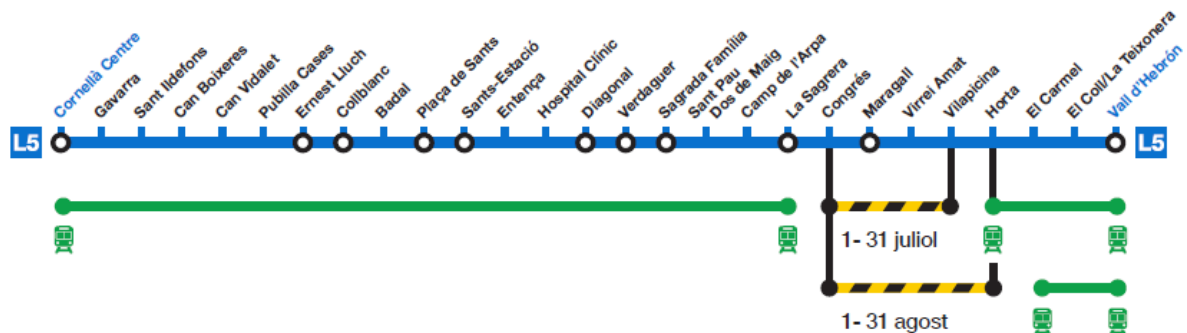 Cornellà Centre
Gavarra
Sant Ildefons
Can Boixeres
Can Vidalet
Pubilla Cases
Ernest Lluch
Collblanc
Badal
Plaça de Sants
Sants-Estació
Entença
Hospital Clínic
Diagonal
Verdaguer
Sagrada Família
Sant Pau
Dos de Maig
Camp de l'Arpa
La Sagrera
Congrés
Maragall
Virrei Amat
Vilapicina
Horta
El Carmel
El Coll/La Teixonera
Vall d'Hebrón
L5
L5
1- 31 juliol
1- 31 agost